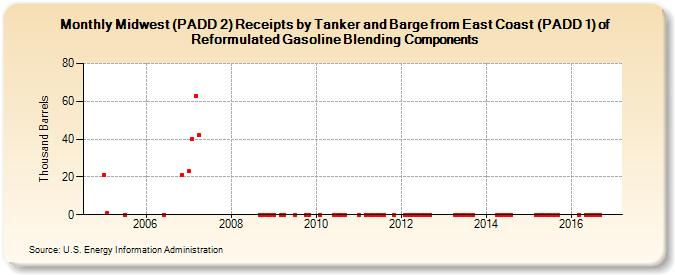 Monthly Midwest (PADD 2) Receipts by Tanker and Barge from East Coast (PADD 1) of
Reformulated Gasoline Blending Components
Thousand Barrels
80
60
40
20
0
2006 2008 2010 2012 2014 2016
Source: U.S. Energy Information Administration